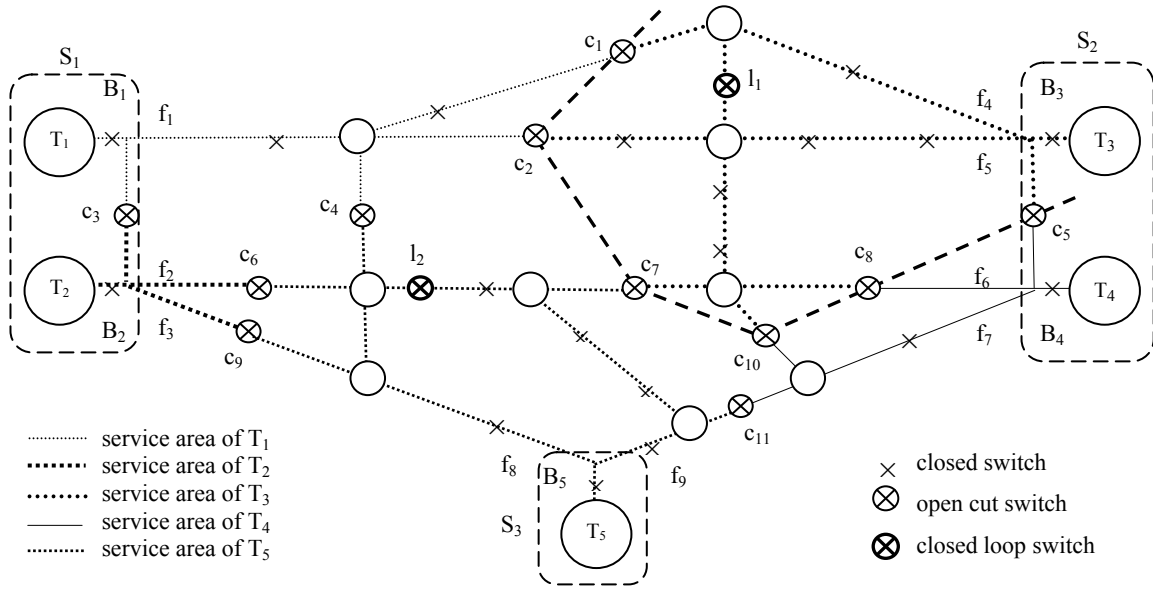 c1
S1
S2
B1
l1
B3
f1
f4
T1
T3
c2
f5
c3
c4
c5
c6
l2
c7
c8
f2
f6
T2
T4
f3
B2
f7
B4
c9
c10
c11
service area of T1
service area of T2
service area of T3
service area of T4
service area of T5
f8
B5
f9
S3
T5
closed switch
open cut switch
closed loop switch